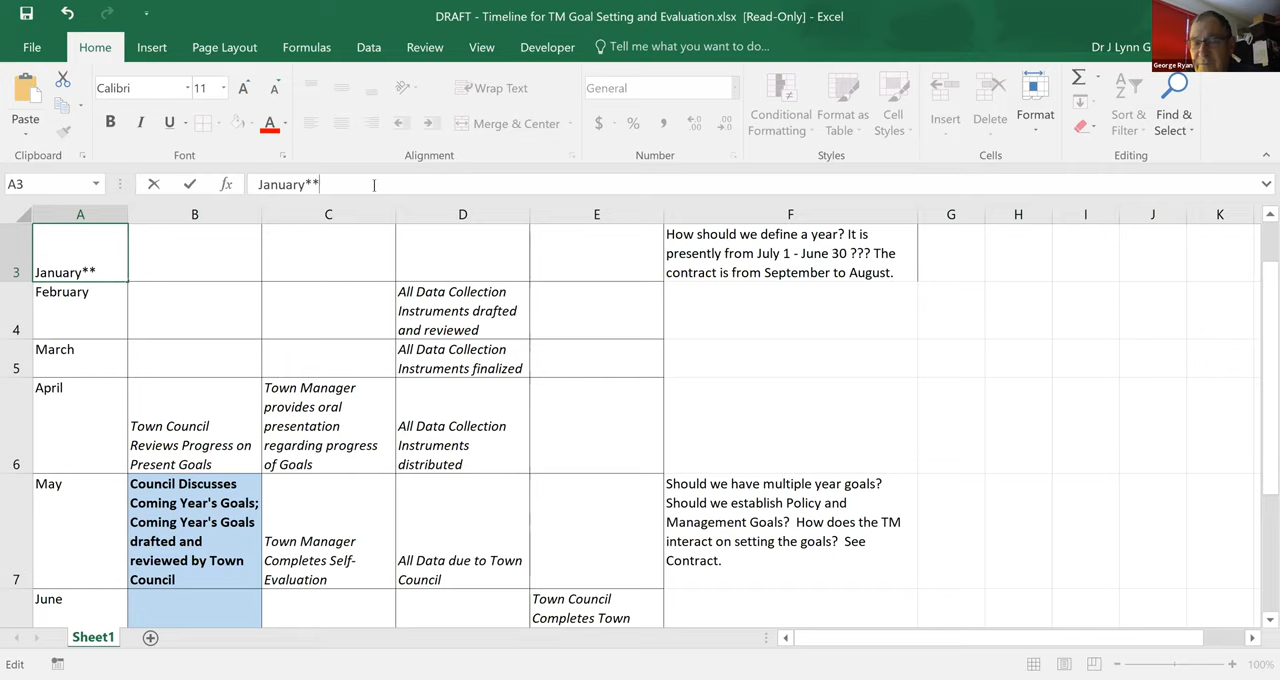 DRAFT - Timeline for TM Goal Setting and Evaluation.xlsx [Read-Only] - Excel
File Home Insert Page Layout Formulas Data Review View Developer Tell me what you want to do... Dr J Lynn G
George Ryan
Calibri 11 Wrap Text General
Paste B I U A Merge & Center $ % , Conditional Formatting Format as Table Cell Styles Insert Delete Format Sort & Filter Find & Select
Clipboard Font Alignment Number Styles Cells Editing
A3 fx January**
A B C D E F G H I J K
3
January**
How should we define a year? It is
presently from July 1 - June 30 ??? The
contract is from September to August.
4
February
All Data Collection
Instruments drafted
and reviewed
5
March
All Data Collection
Instruments finalized
6
April
Town Council
Reviews Progress on
Present Goals
Town Manager
provides oral
presentation
regarding progress
of Goals
All Data Collection
Instruments
distributed
7
May
Council Discusses
Coming Year's Goals;
Coming Year's Goals
drafted and
reviewed by Town
Council
Town Manager
Completes Self-
Evaluation
All Data due to Town
Council
Should we have multiple year goals?
Should we establish Policy and
Management Goals? How does the TM
interact on setting the goals? See
Contract.
June
Town Council
Completes Town
Sheet1
Edit 100%